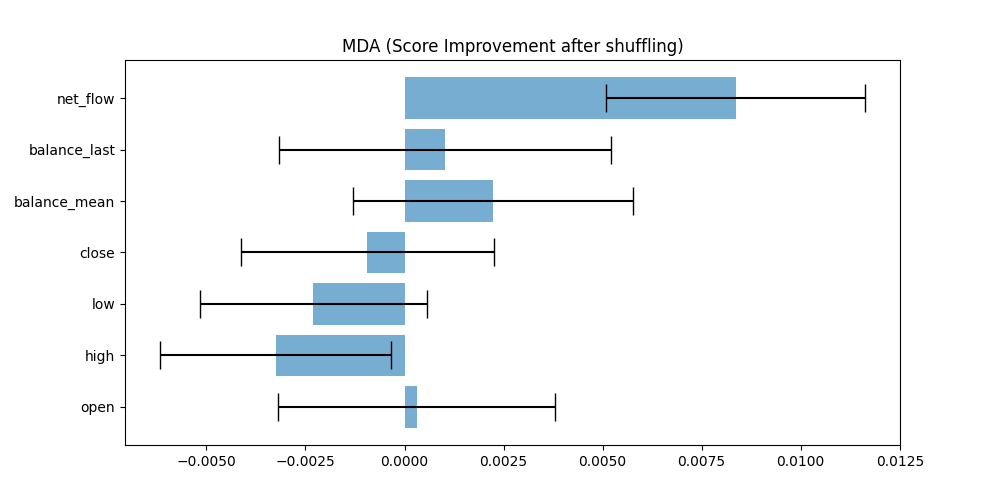 MDA (Score Improvement after shuffling)
net_flow
balance_last
balance_mean
close
low
high
open
−0.0050 −0.0025 0.0000 0.0025 0.0050 0.0075 0.0100 0.0125